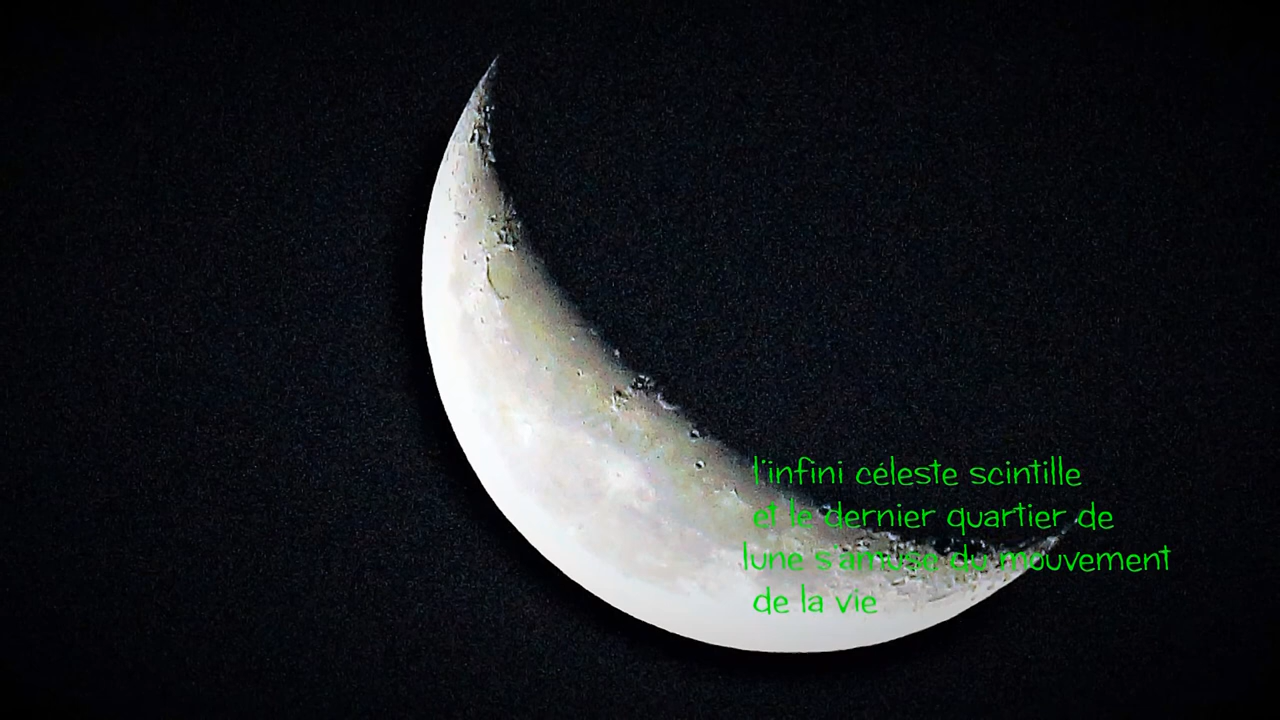 l'infini céleste scintille
et le dernier quartier de
lune s'amuse du mouvement
de la vie